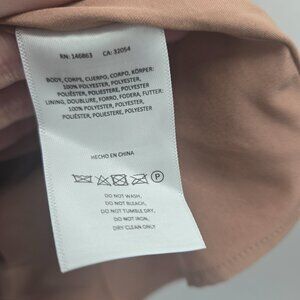 RN: 146863 CA: 32054
BODY, CORPS, CUERPO, CORPO, KÖRPER:
100% POLYESTER, POLYESTER,
POLIÉSTER, POLIESTERE, POLYESTER
LINING, DOUBLURE, FORRO, FODERA, FUTTER:
100% POLYESTER, POLYESTER,
POLIÉSTER, POLIESTERE, POLYESTER
HECHO EN CHINA
P
DO NOT WASH,
DO NOT BLEACH,
DO NOT TUMBLE DRY,
DO NOT IRON,
DRY CLEAN ONLY